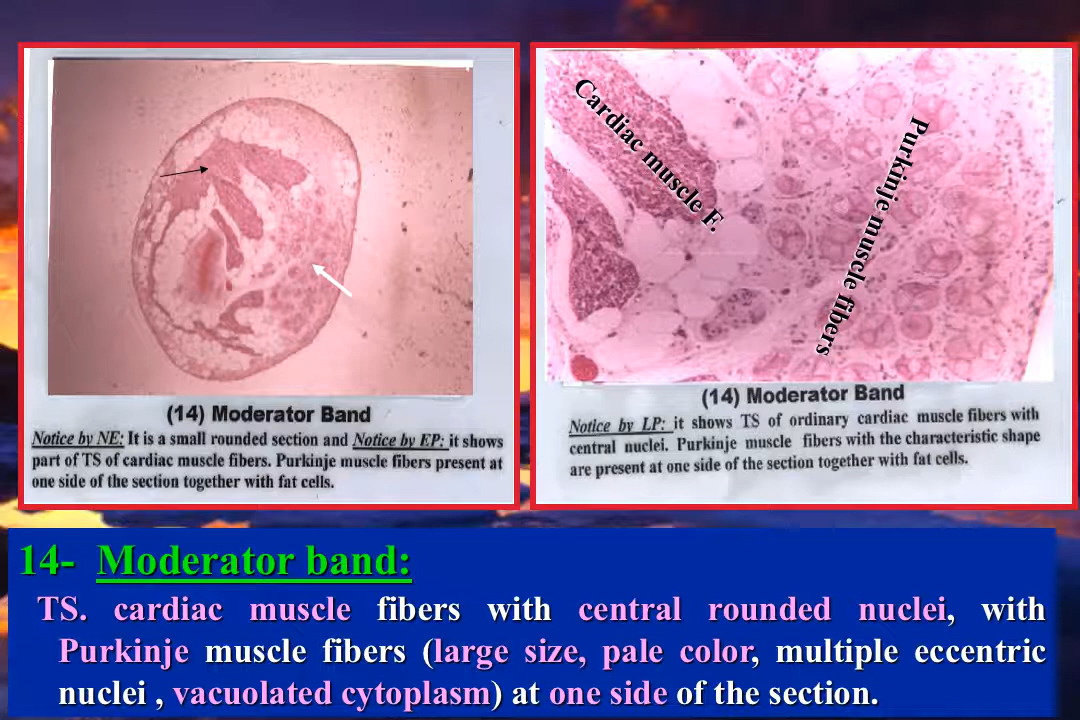 (14) Moderator Band
Notice by NE: It is a small rounded section and Notice by EP: it shows
part of TS of cardiac muscle fibers. Purkinje muscle fibers present at
one side of the section together with fat cells.
Cardiac muscle F.
Purkinje muscle fibers
(14) Moderator Band
Notice by LP: it shows TS of ordinary cardiac muscle fibers with
central nuclei. Purkinje muscle fibers with the characteristic shape
are present at one side of the section together with fat cells.
14- Moderator band:
TS. cardiac muscle fibers with central rounded nuclei, with
Purkinje muscle fibers (large size, pale color, multiple eccentric
nuclei , vacuolated cytoplasm) at one side of the section.